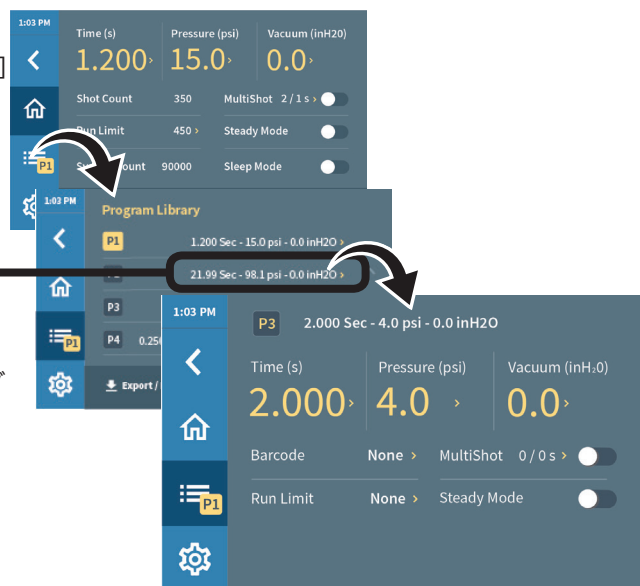 1:03 PM
Time (s) Pressure (psi) Vacuum (inH20)
1.200 15.0 0.0
Shot Count 350 MultiShot 2 / 1 s
Run Limit 450 Steady Mode
90000 Sleep Mode
P1
1:03 PM
Program Library
P1 1.200 Sec - 15.0 psi - 0.0 inH2O
21.99 Sec - 98.1 psi - 0.0 inH2O
P3
P4
P1
Export /
1:03 PM
P3 2.000 Sec - 4.0 psi - 0.0 inH2O
Time (s) Pressure (psi) Vacuum (inH₂0)
2.000 4.0 0.0
Barcode None MultiShot 0 / 0 s
Run Limit None Steady Mode
P1